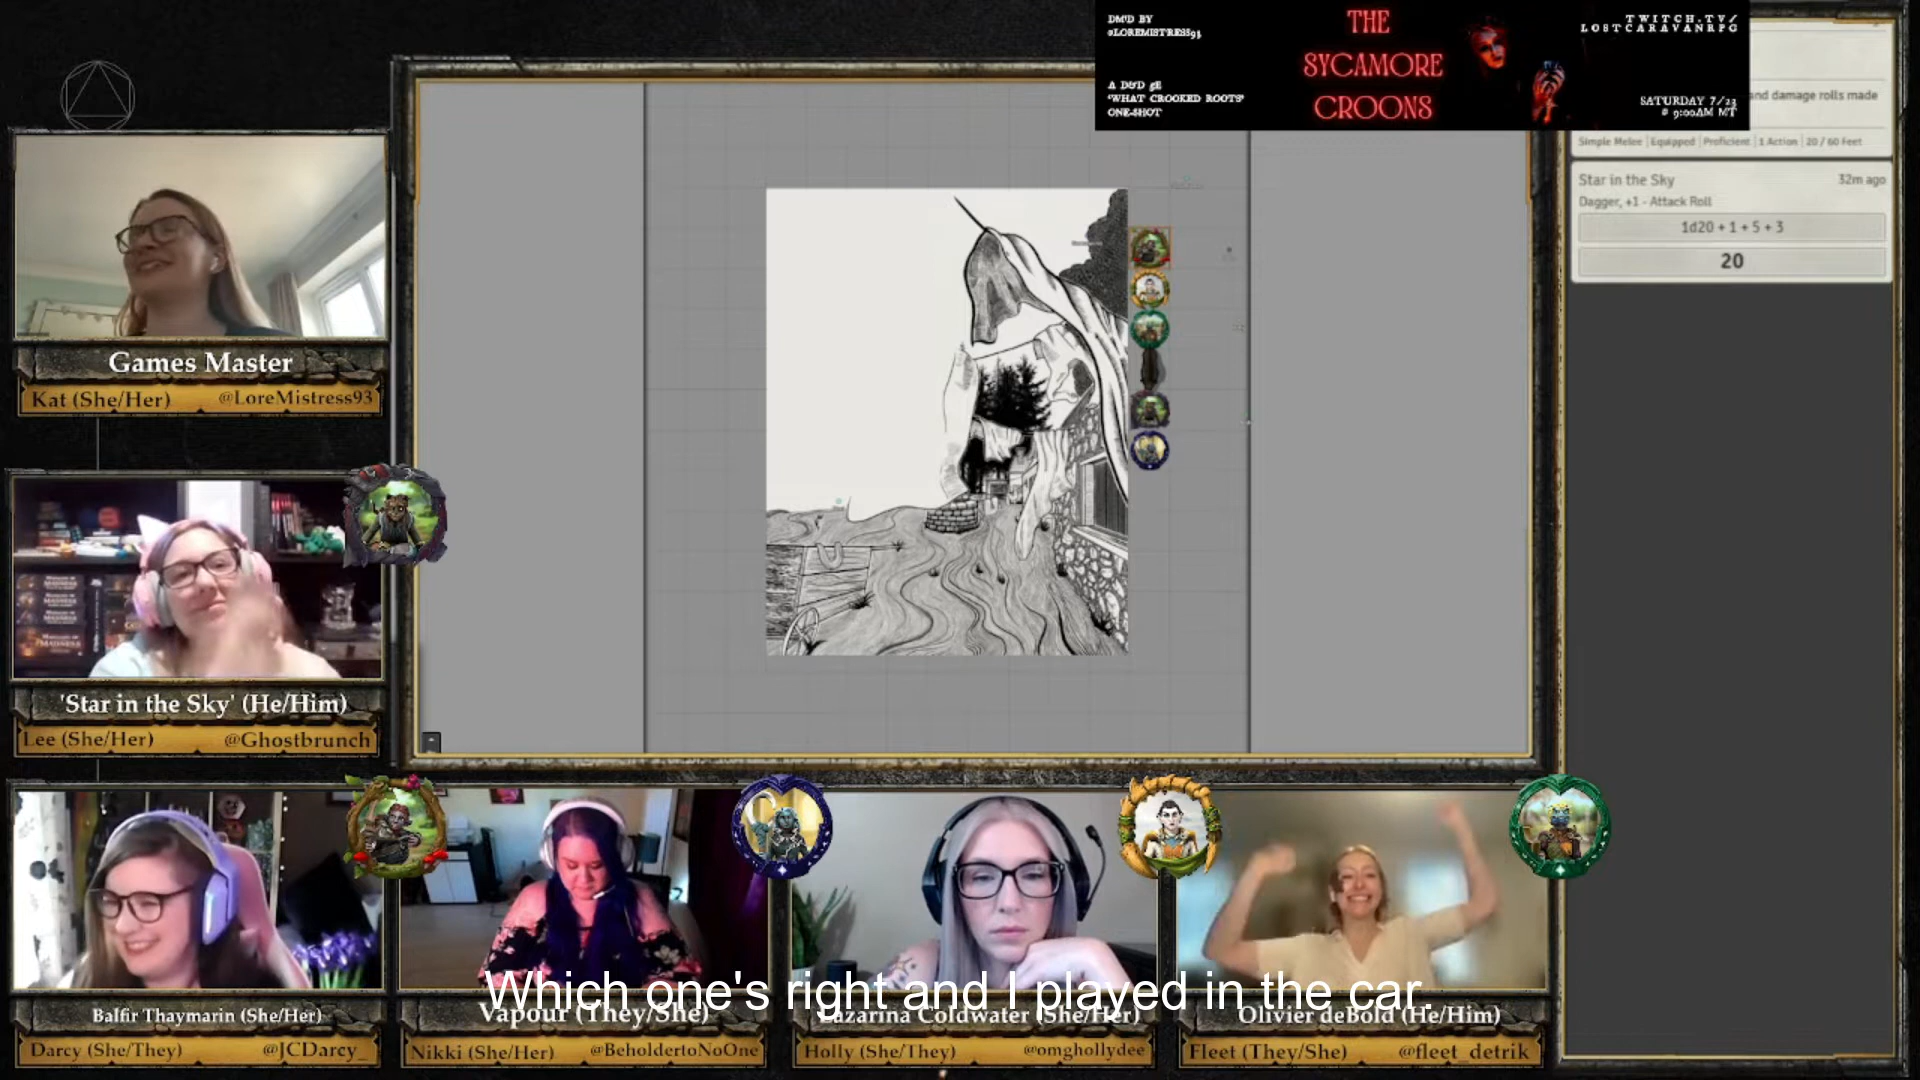 DM'D BY
@LOREMISTRESS93
A D&D 5E
'WHAT CROOKED ROOTS'
ONE-SHOT
THE
SYCAMORE
CROONS
TWITCH.TV/
LOSTCARAVANRPG
SATURDAY 7/23
@ 9:00AM MT
and damage rolls made
Simple Melee | Equipped | Proficient | 1 Action | 20 / 60 Feet
Star in the Sky 32m ago
Dagger, +1 - Attack Roll
1d20 + 1 + 5 + 3
20
Games Master
Kat (She/Her) @LoreMistress93
'Star in the Sky' (He/Him)
Lee (She/Her) @Ghostbrunch
Which one's right and I played in the car.
Balfir Thaymarin (She/Her)
Darcy (She/They) @JCDarcy_
Vapour (They/She)
Nikki (She/Her) @BeholdertoNoOne
Lazarina Coldwater (She/Her)
Holly (She/They) @omghollydee
Olivier deBold (He/Him)
Fleet (They/She) @fleet_detrik